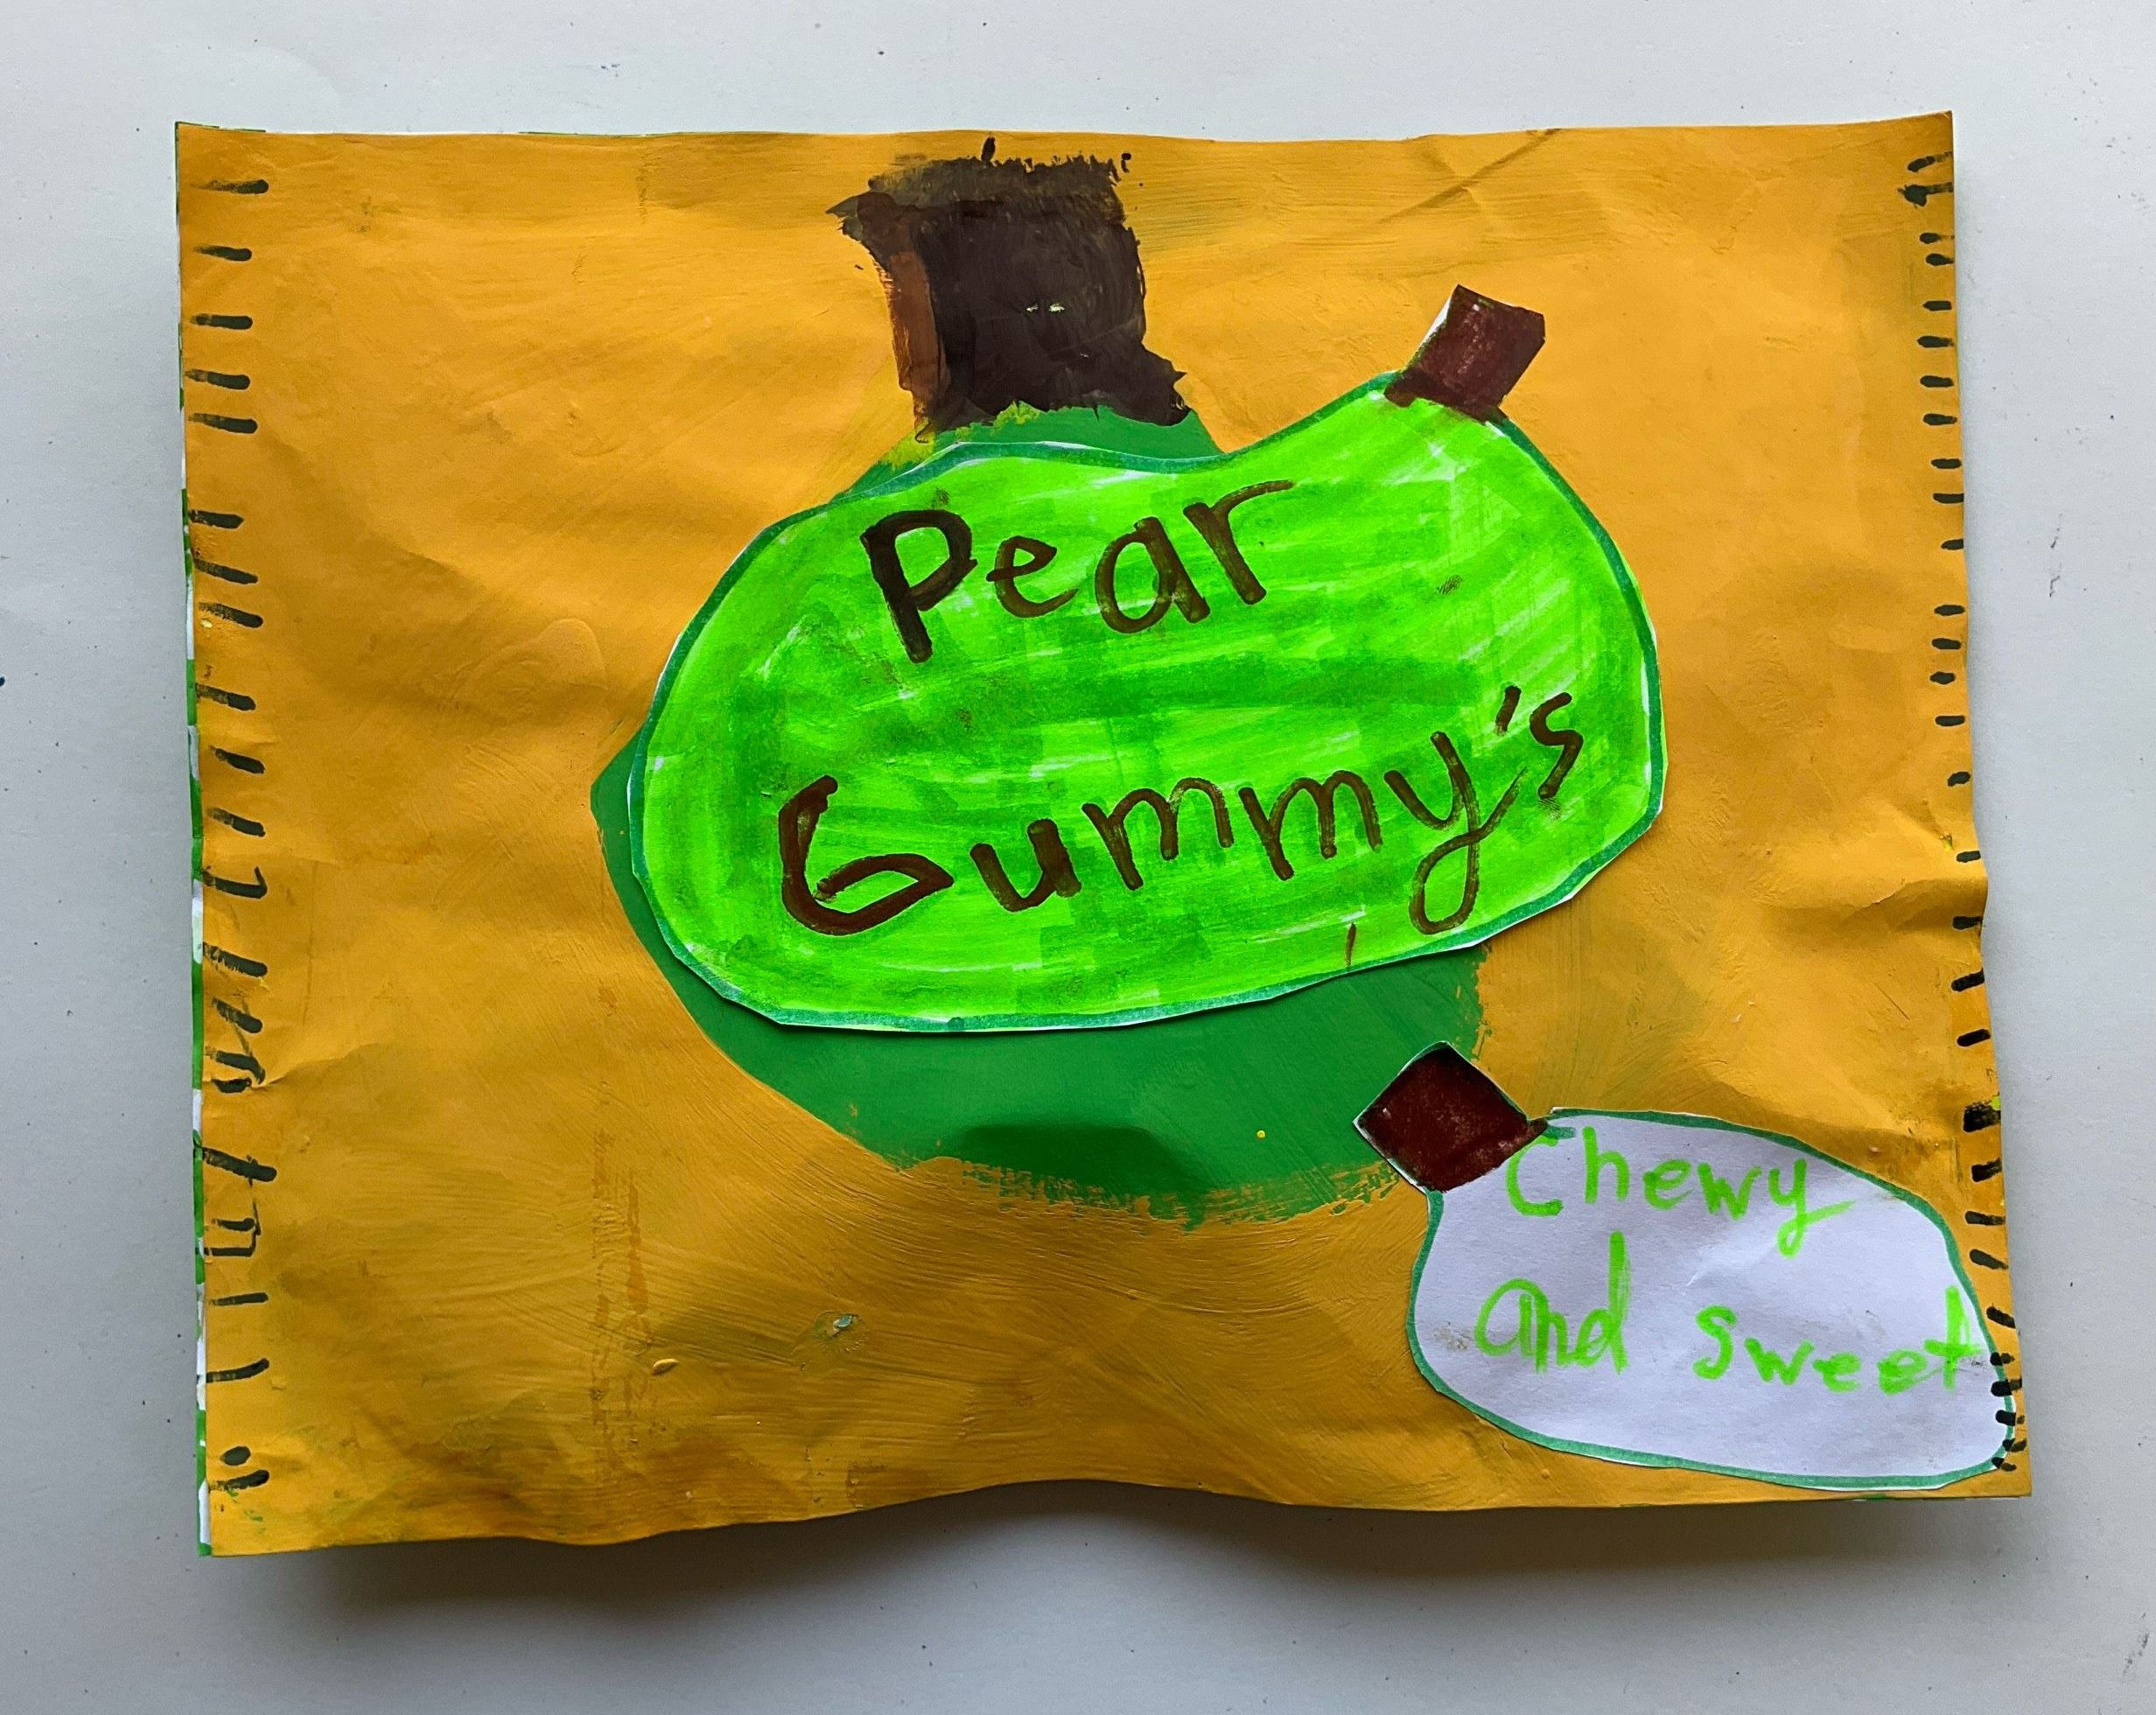 Pear
Gummy's
Chewy
and sweet